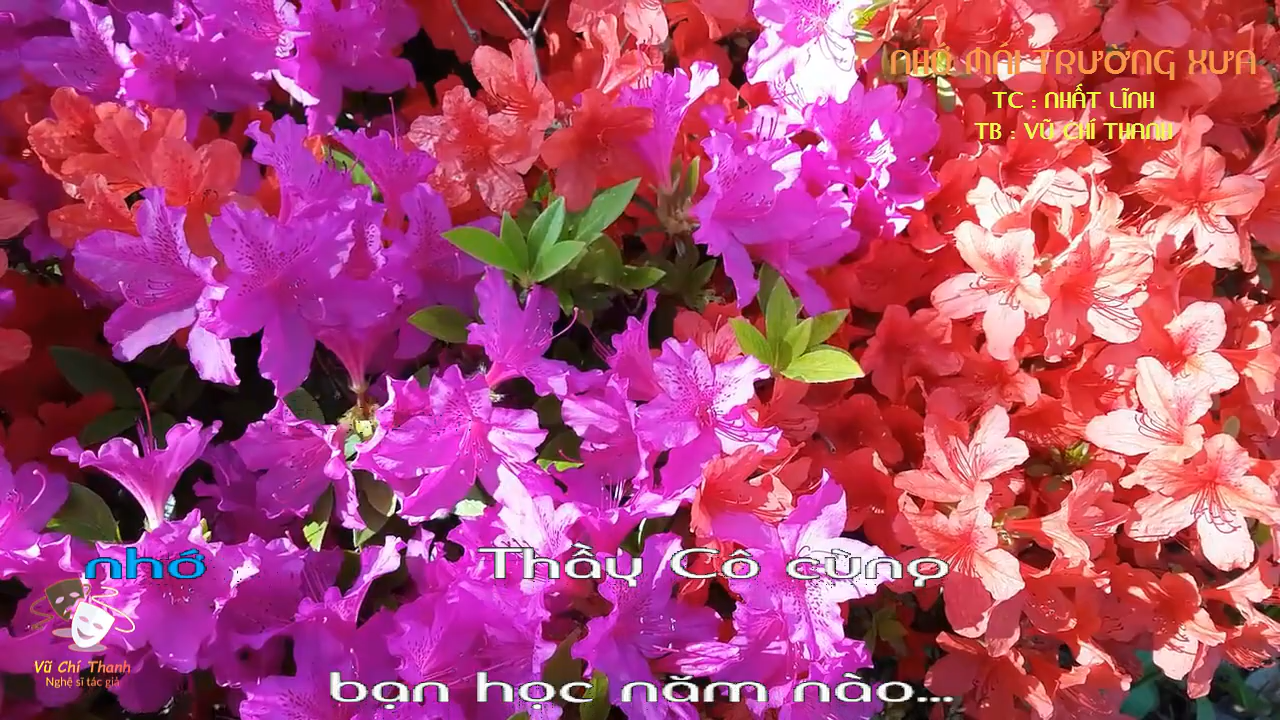 NHỚ MÁI TRƯỜNG XƯA
TC : NHẤT LĨNH
TB : VŨ CHÍ THANH
nhớ Thầy Cô cùng
Vũ Chí Thanh
Nghệ sĩ tác giả
bạn học năm nào...